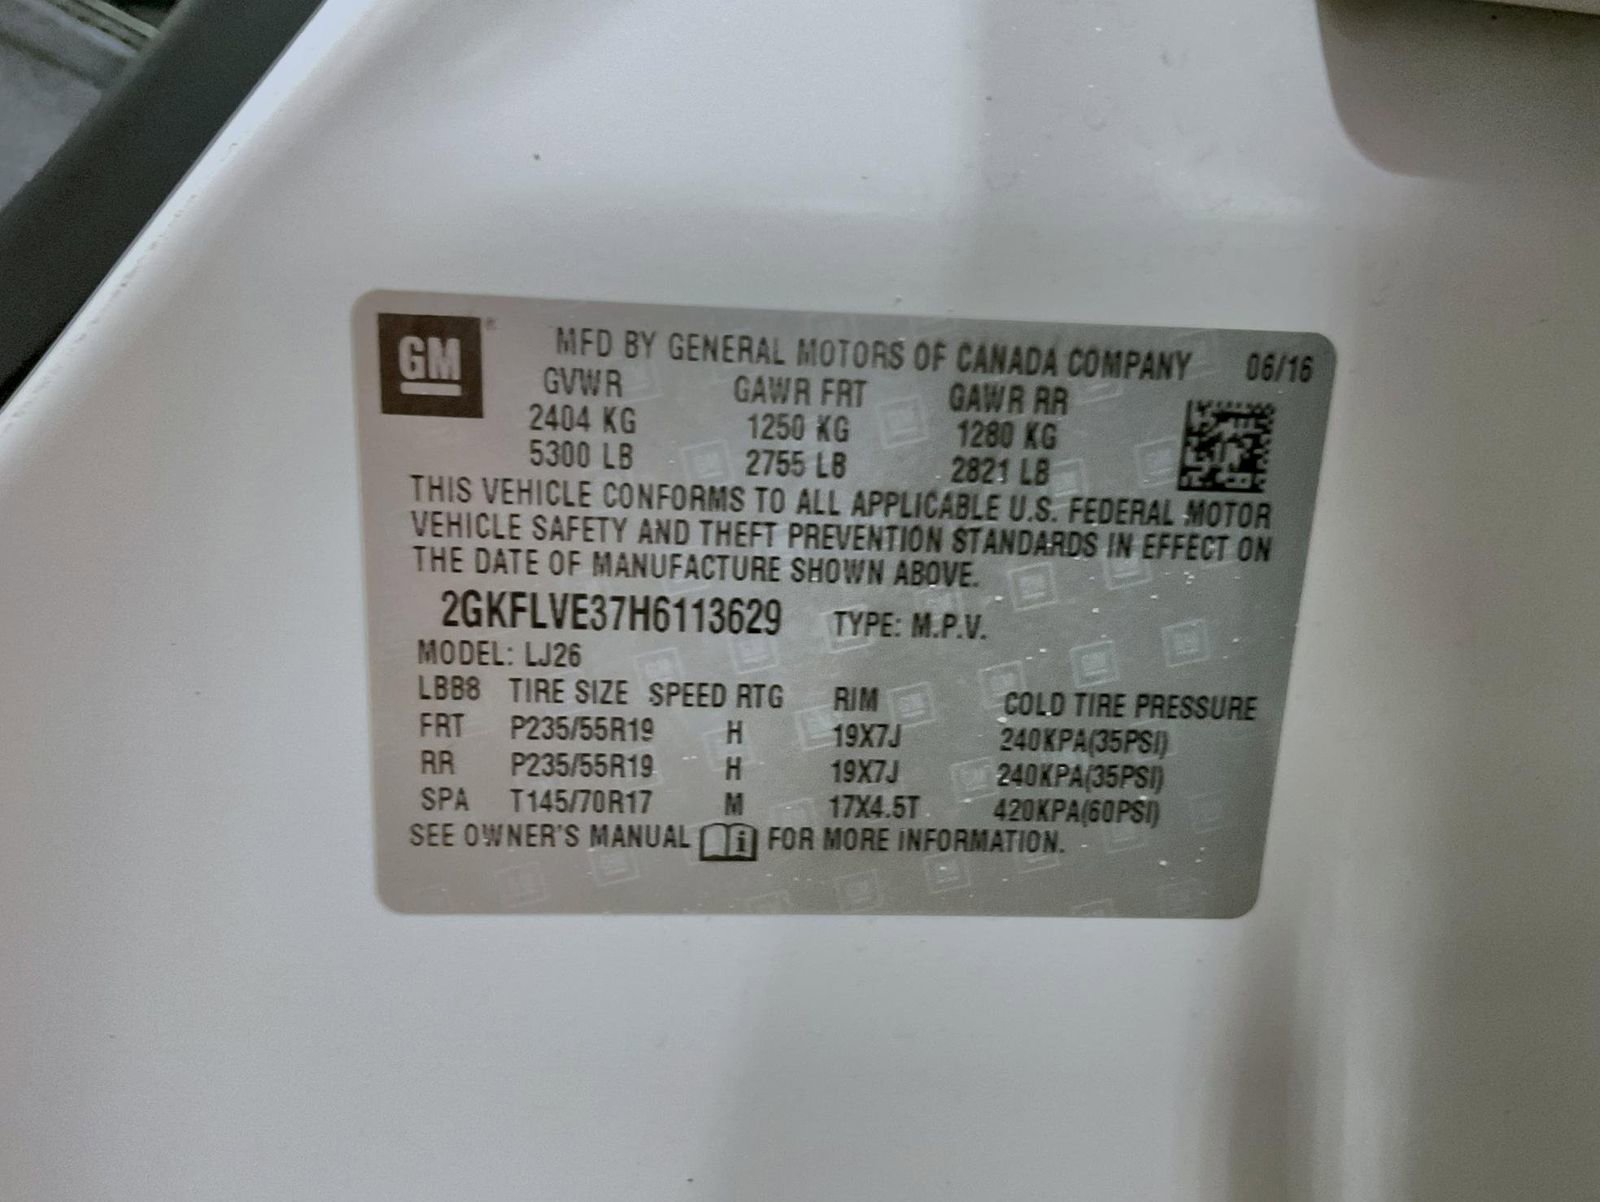 GM
MFD BY GENERAL MOTORS OF CANADA COMPANY 06/16
GVWR GAWR FRT GAWR RR
2404 KG 1250 KG 1280 KG
5300 LB 2755 LB 2821 LB
THIS VEHICLE CONFORMS TO ALL APPLICABLE U.S. FEDERAL MOTOR
VEHICLE SAFETY AND THEFT PREVENTION STANDARDS IN EFFECT ON
THE DATE OF MANUFACTURE SHOWN ABOVE.
2GKFLVE37H6113629 TYPE: M.P.V.
MODEL: LJ26
LBB8 TIRE SIZE SPEED RTG RIM COLD TIRE PRESSURE
FRT P235/55R19 H 19X7J 240KPA(35PSI)
RR P235/55R19 H 19X7J 240KPA(35PSI)
SPA T145/70R17 M 17X4.5T 420KPA(60PSI)
SEE OWNER'S MANUAL i FOR MORE INFORMATION.